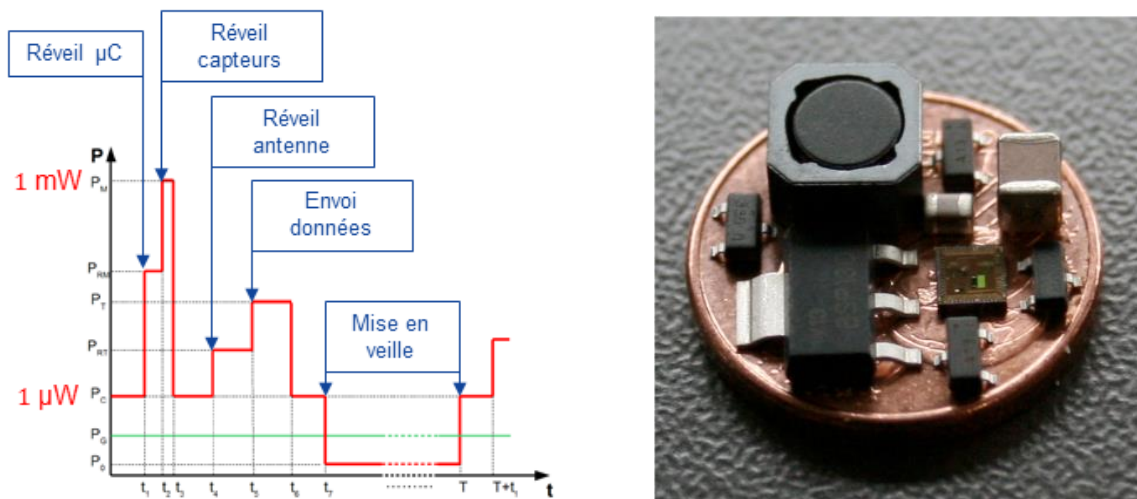 Réveil µC
Réveil
capteurs
Réveil
antenne
Envoi
données
Mise en
veille
P
1 mW
P_M
P_RM
P_T
P_RT
1 µW
P_C
P_G
P_0
t_1 t_2 t_3 t_4 t_5 t_6 t_7 T T+t_1 t